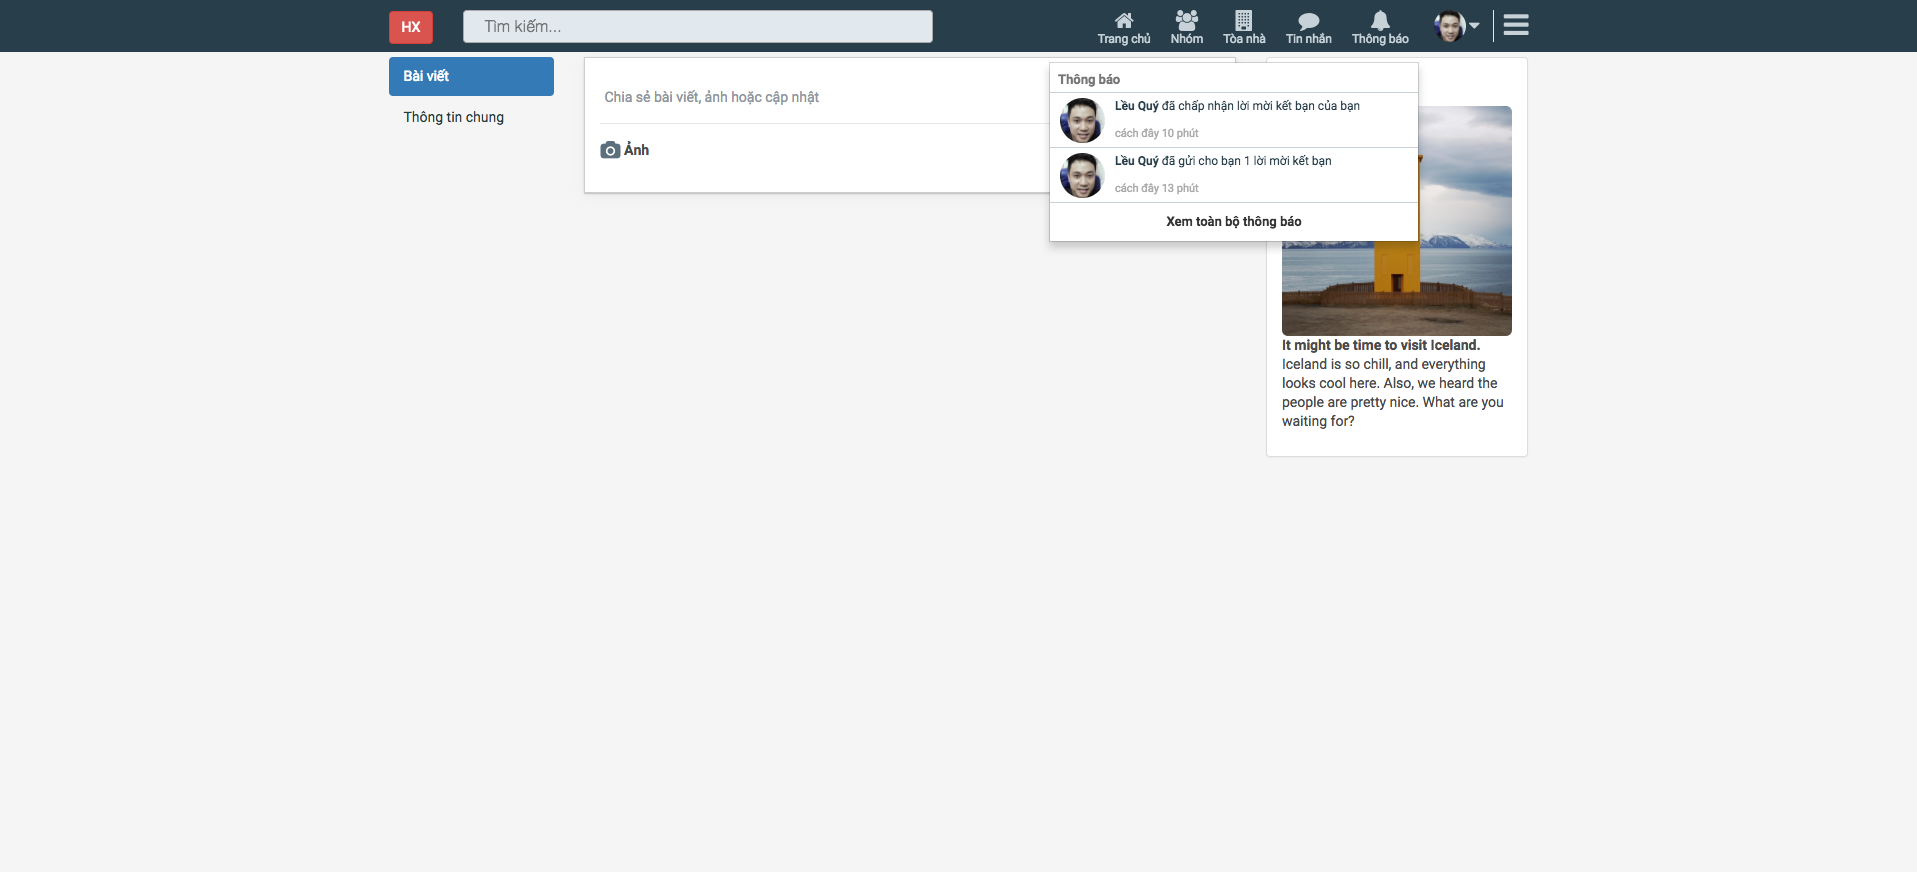 HX
Tìm kiếm...
Trang chủ
Nhóm
Tòa nhà
Tin nhắn
Thông báo
Bài viết
Thông tin chung
Chia sẻ bài viết, ảnh hoặc cập nhật
Ảnh
Thông báo
Lều Quý đã chấp nhận lời mời kết bạn của bạn
cách đây 10 phút
Lều Quý đã gửi cho bạn 1 lời mời kết bạn
cách đây 13 phút
Xem toàn bộ thông báo
It might be time to visit Iceland.
Iceland is so chill, and everything
looks cool here. Also, we heard the
people are pretty nice. What are you
waiting for?